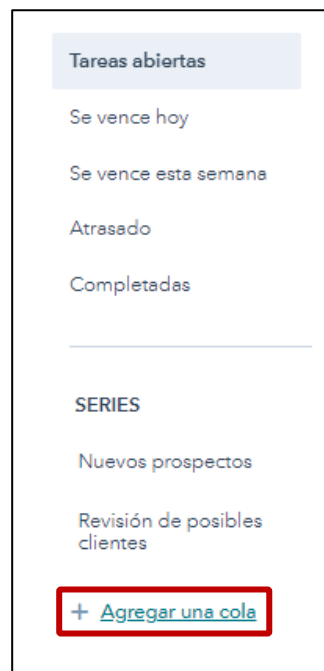 Tareas abiertas
Se vence hoy
Se vence esta semana
Atrasado
Completadas
SERIES
Nuevos prospectos
Revisión de posibles
clientes
+ Agregar una cola